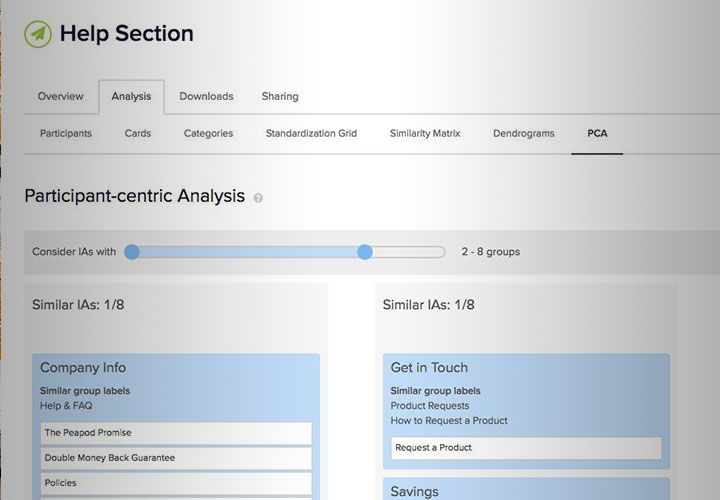 Help Section
Overview Analysis Downloads Sharing
Participants Cards Categories Standardization Grid Similarity Matrix Dendrograms PCA
Participant-centric Analysis ?
Consider IAs with 2 - 8 groups
Similar IAs: 1/8
Company Info
Similar group labels
Help & FAQ
The Peapod Promise
Double Money Back Guarantee
Policies
Similar IAs: 1/8
Get in Touch
Similar group labels
Product Requests
How to Request a Product
Request a Product
Savings